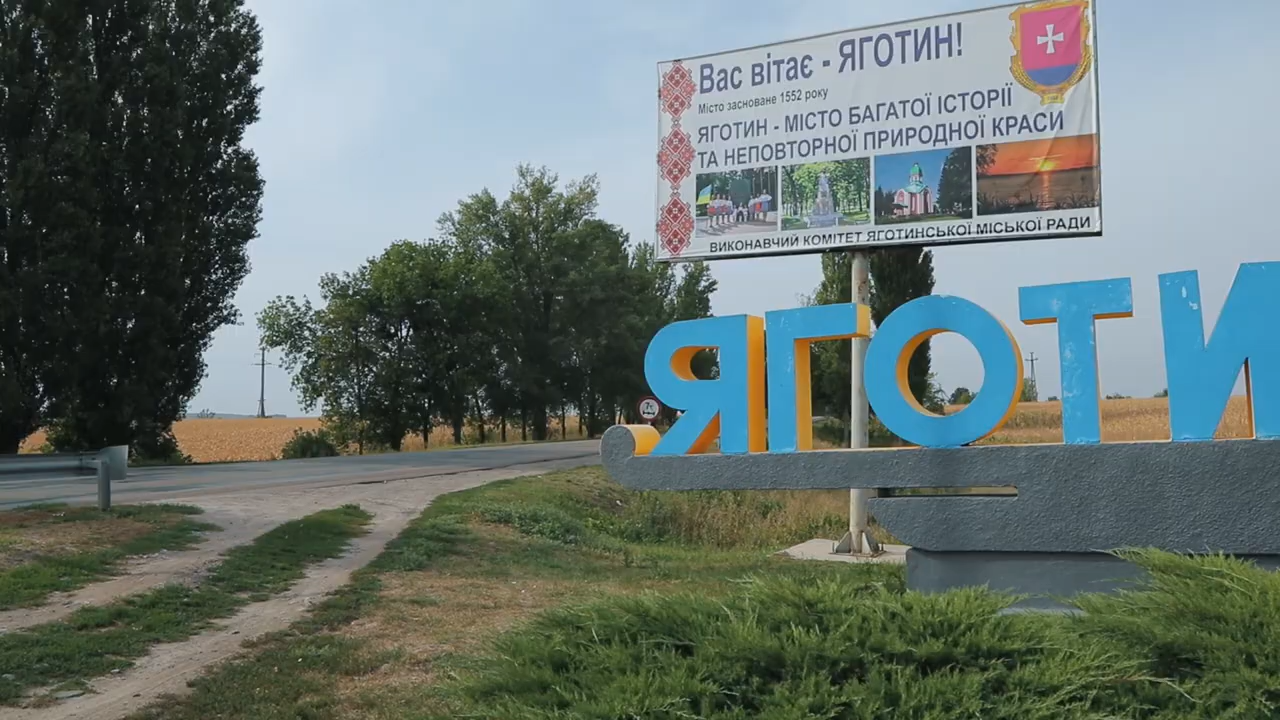 Вас вітає - ЯГОТИН!
Місто засноване 1552 року
ЯГОТИН - МІСТО БАГАТОЇ ІСТОРІЇ
ТА НЕПОВТОРНОЇ ПРИРОДНОЇ КРАСИ
ВИКОНАВЧИЙ КОМІТЕТ ЯГОТИНСЬКОЇ МІСЬКОЇ РАДИ
ЯГОТИ
7т